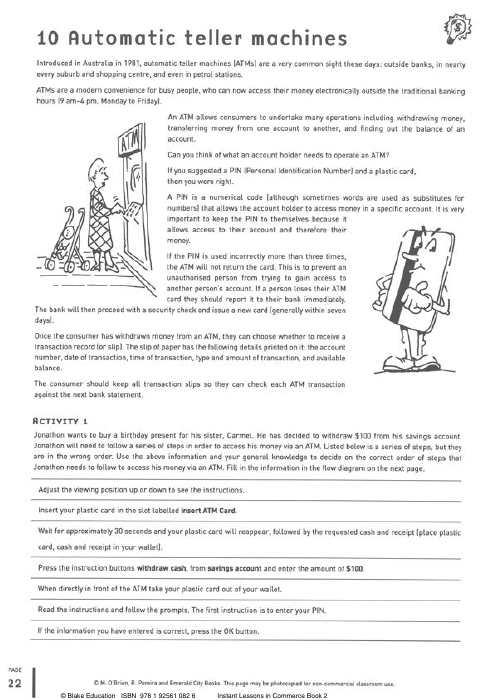 10 Automatic teller machines
Introduced in Australia in 1981, automatic teller machines (ATMs) are a very common sight these days: outside banks, in nearly
every suburb and shopping centre, and even in petrol stations.
ATMs are a modern convenience for busy people, who can now access their money electronically outside the traditional banking
hours (9 am–4 pm, Monday to Friday).
An ATM allows consumers to undertake many operations including withdrawing money,
transferring money from one account to another, and finding out the balance of an
account.
ATM
Can you think of what an account holder needs to operate an ATM?
If you suggested a PIN (Personal Identification Number) and a plastic card,
then you were right.
A PIN is a numerical code (although sometimes words are used as substitutes for
numbers) that allows the account holder to access money in a specific account. It is very
important to keep the PIN to themselves because it
allows access to their account and therefore their
money.
If the PIN is used incorrectly more than three times,
the ATM will not return the card. This is to prevent an
unauthorised person from trying to gain access to
another person's account. If a person loses their ATM
card they should report it to their bank immediately.
The bank will then proceed with a security check and issue a new card (generally within seven
days).
Once the consumer has withdrawn money from an ATM, they can choose whether to receive a
transaction record (or slip). The slip of paper has the following details printed on it: the account
number, date of transaction, time of transaction, type and amount of transaction, and available
balance.
The consumer should keep all transaction slips so they can check each ATM transaction
against the next bank statement.
ACTIVITY 1
Jonathon wants to buy a birthday present for his sister, Carmel. He has decided to withdraw $100 from his savings account.
Jonathon will need to follow a series of steps in order to access his money via an ATM. Listed below is a series of steps, but they
are in the wrong order. Use the above information and your general knowledge to decide on the correct order of steps that
Jonathon needs to follow to access his money via an ATM. Fill in the information in the flow diagram on the next page.
Adjust the viewing position up or down to see the instructions.
Insert your plastic card in the slot labelled insert ATM Card.
Wait for approximately 30 seconds and your plastic card will reappear, followed by the requested cash and receipt (place plastic
card, cash and receipt in your wallet).
Press the instruction buttons withdraw cash, from savings account and enter the amount of $100
When directly in front of the ATM take your plastic card out of your wallet.
Read the instructions and follow the prompts. The first instruction is to enter your PIN.
If the information you have entered is correct, press the OK button.
PAGE
22
© M. O'Brien, R. Pereira and Emerald City Books. This page may be photocopied for non-commercial classroom use.
© Blake Education ISBN 978 1 92561 082 6 Instant Lessons in Commerce Book 2